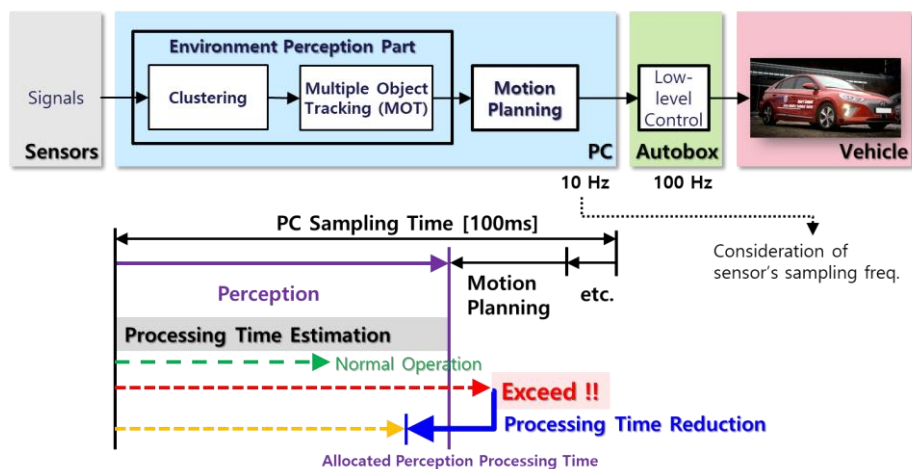 Environment Perception Part
Signals
Clustering
Multiple Object
Tracking (MOT)
Motion
Planning
Low-
level
Control
Sensors
PC
Autobox
Vehicle
10 Hz
100 Hz
PC Sampling Time [100ms]
Consideration of
sensor's sampling freq.
Perception
Motion
Planning
etc.
Processing Time Estimation
Normal Operation
Exceed !!
Processing Time Reduction
Allocated Perception Processing Time